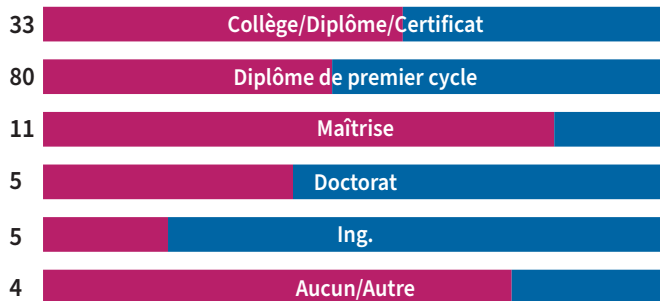 33 Collège/Diplôme/Certificat
80 Diplôme de premier cycle
11 Maîtrise
5 Doctorat
5 Ing.
4 Aucun/Autre